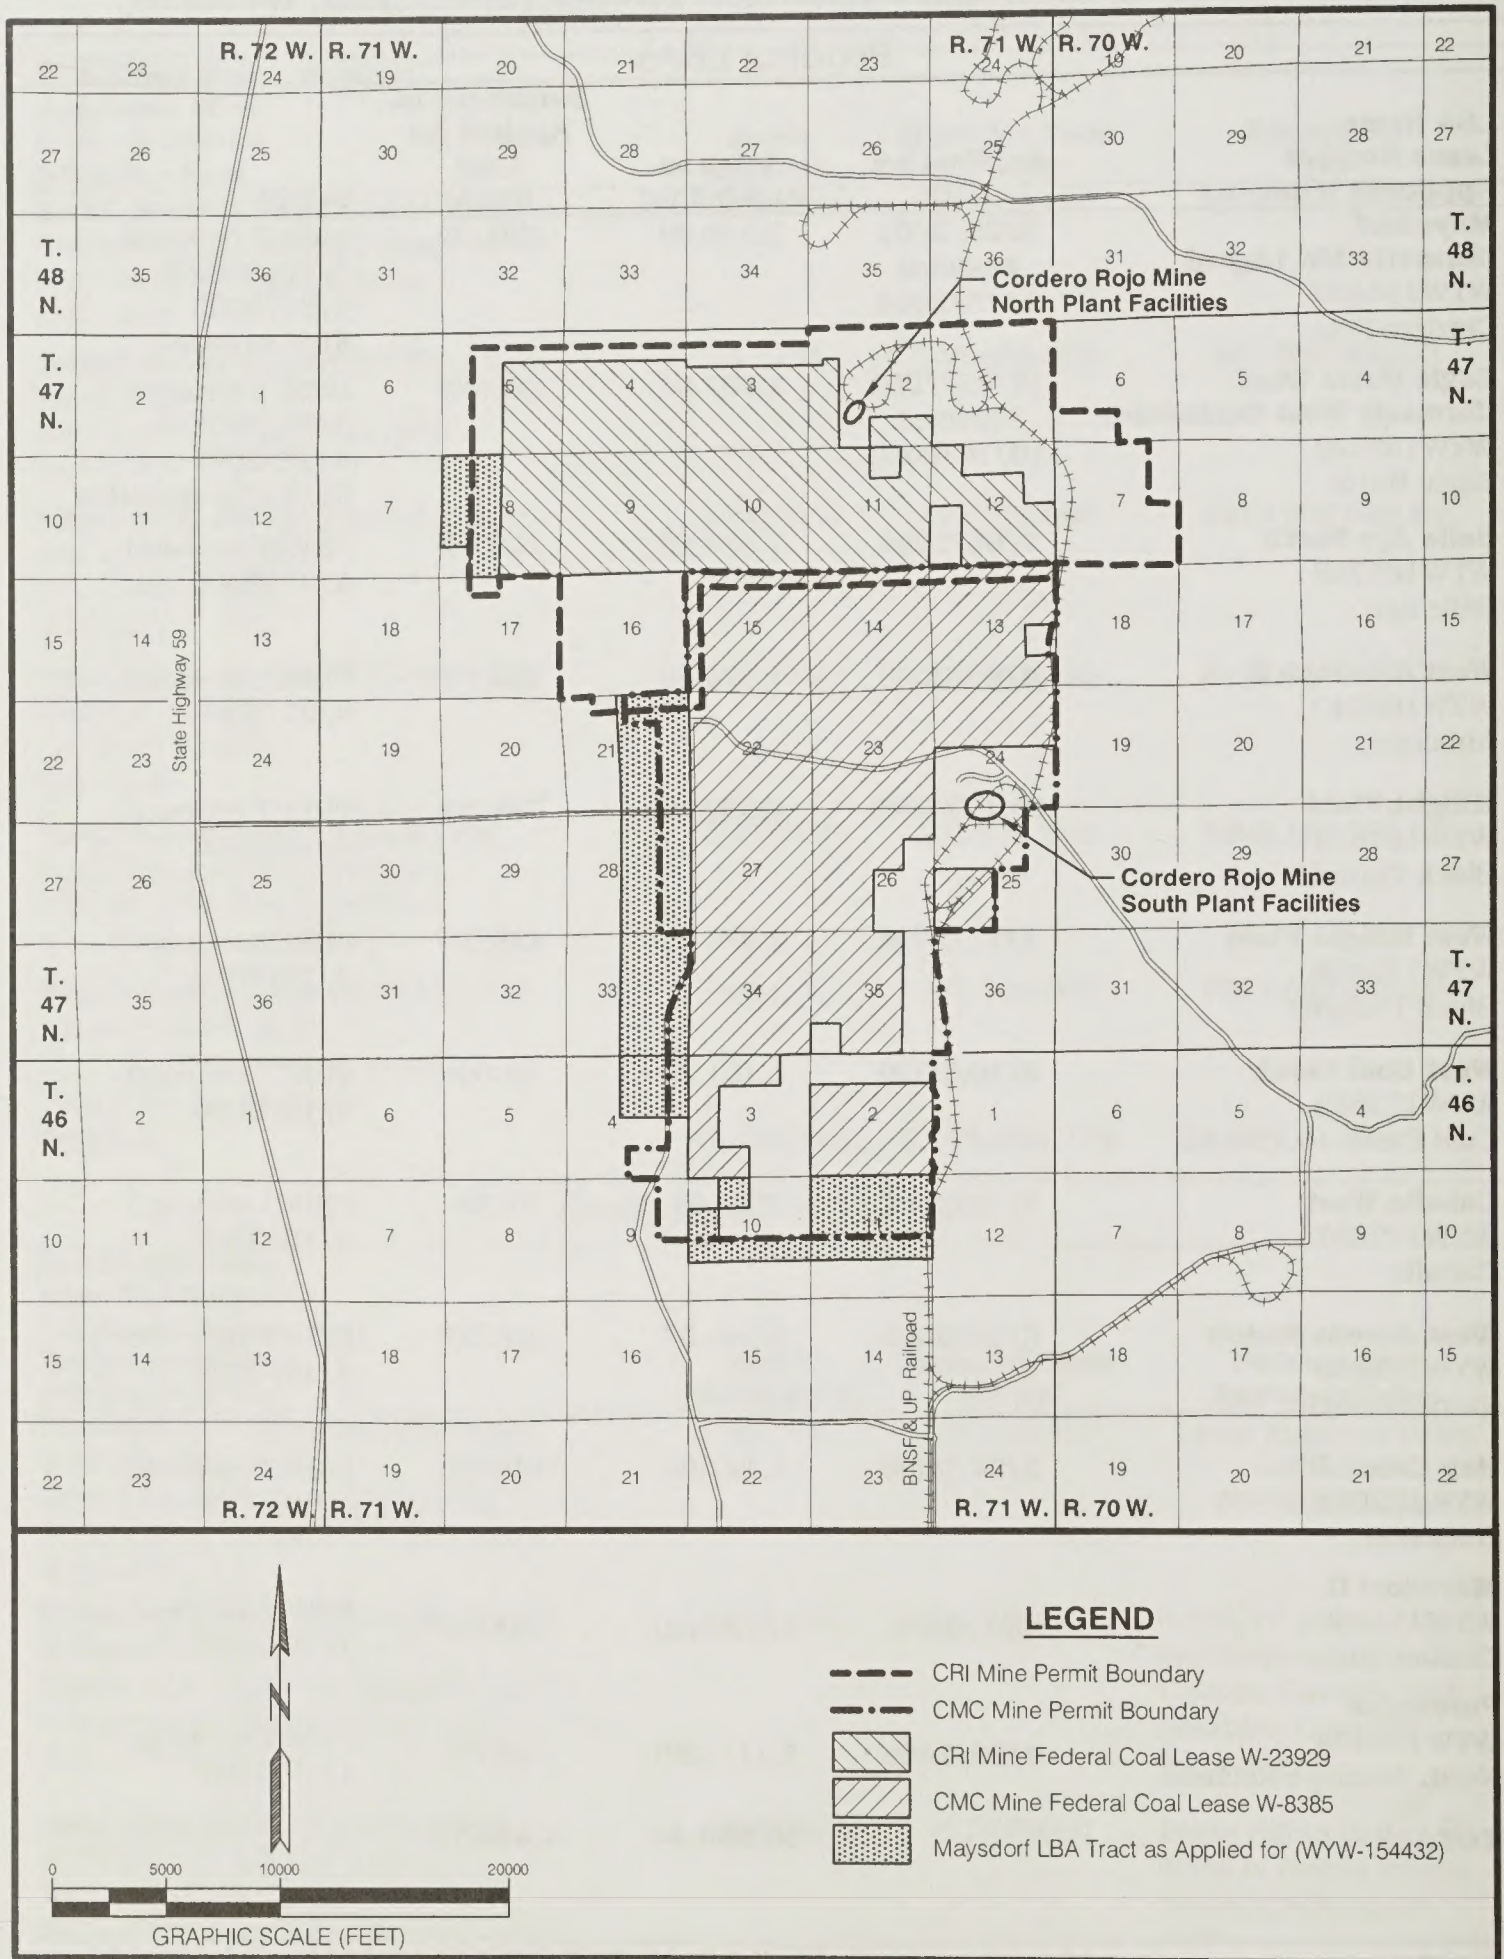 R. 72 W. R. 71 W. R. 71 W. R. 70 W.
22 23 24 19 20 21 22 23 24 19 20 21 22
27 26 25 30 29 28 27 26 25 30 29 28 27
T.
48
N.
35 36 31 32 33 34 35 36 31 32 33
T.
48
N.
Cordero Rojo Mine
North Plant Facilities
T.
47
N.
2 1 6 5 4 3 2 1 6 5 4
T.
47
N.
10 11 12 7 8 9 10 11 12 7 8 9 10
15 14 13 18 17 16 15 14 13 18 17 16 15
State Highway 59
22 23 24 19 20 21 22 23 24 19 20 21 22
27 26 25 30 29 28 27 26 25 30 29 28 27
Cordero Rojo Mine
South Plant Facilities
T.
47
N.
35 36 31 32 33 34 35 36 31 32 33
T.
47
N.
T.
46
N.
2 1 6 5 4 3 2 1 6 5 4
T.
46
N.
10 11 12 7 8 9 10 11 12 7 8 9 10
15 14 13 18 17 16 15 14 13 18 17 16 15
BNSF & UP Railroad
22 23 24 19 20 21 22 23 24 19 20 21 22
R. 72 W. R. 71 W. R. 71 W. R. 70 W.
N
LEGEND
CRI Mine Permit Boundary
CMC Mine Permit Boundary
CRI Mine Federal Coal Lease W-23929
CMC Mine Federal Coal Lease W-8385
Maysdorf LBA Tract as Applied for (WYW-154432)
0 5000 10000 20000
GRAPHIC SCALE (FEET)